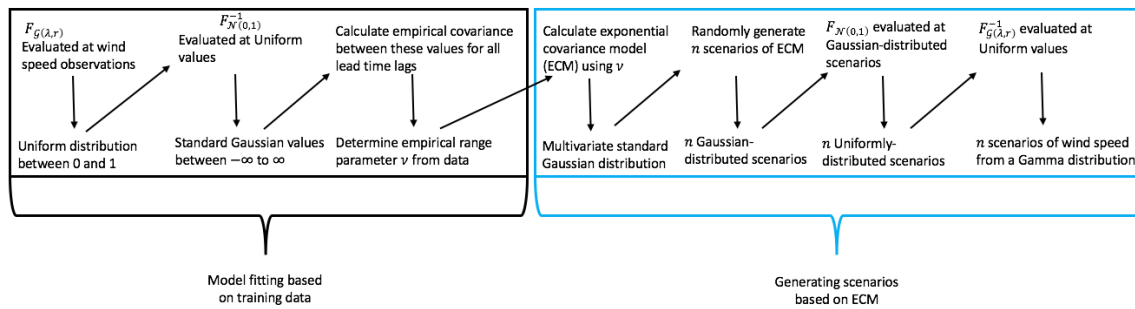 F_{𝒢(λ,r)}
Evaluated at wind
speed observations
Uniform distribution
between 0 and 1
F^{-1}_{𝒩(0,1)}
Evaluated at Uniform
values
Standard Gaussian values
between −∞ to ∞
Calculate empirical covariance
between these values for all
lead time lags
Determine empirical range
parameter ν from data
Calculate exponential
covariance model
(ECM) using ν
Multivariate standard
Gaussian distribution
Randomly generate
n scenarios of ECM
n Gaussian-
distributed scenarios
F_{𝒩(0,1)} evaluated at
Gaussian-distributed
scenarios
n Uniformly-
distributed scenarios
F^{-1}_{𝒢(λ,r)} evaluated at
Uniform values
n scenarios of wind speed
from a Gamma distribution
Model fitting based
on training data
Generating scenarios
based on ECM